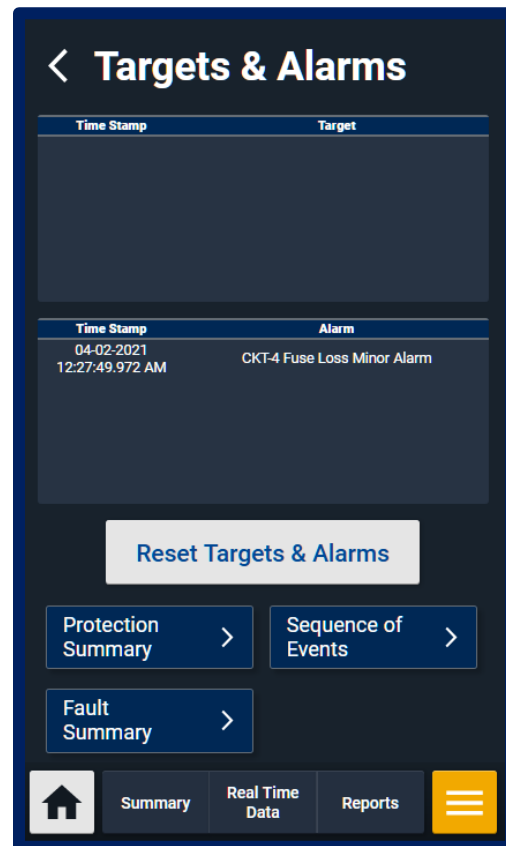 Targets & Alarms
Time Stamp Target
Time Stamp Alarm
04-02-2021
12:27:49.972 AM CKT-4 Fuse Loss Minor Alarm
Reset Targets & Alarms
Protection
Summary
Sequence of
Events
Fault
Summary
Summary
Real Time
Data
Reports